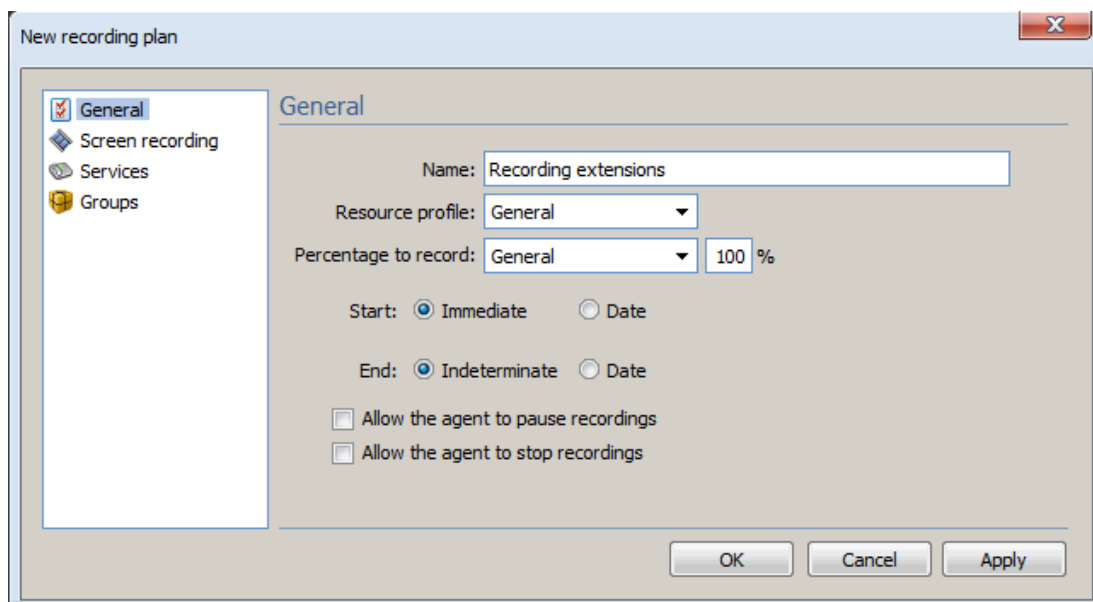 New recording plan
General
Screen recording
Services
Groups
General
Name: Recording extensions
Resource profile: General
Percentage to record: General 100 %
Start: Immediate Date
End: Indeterminate Date
Allow the agent to pause recordings
Allow the agent to stop recordings
OK Cancel Apply